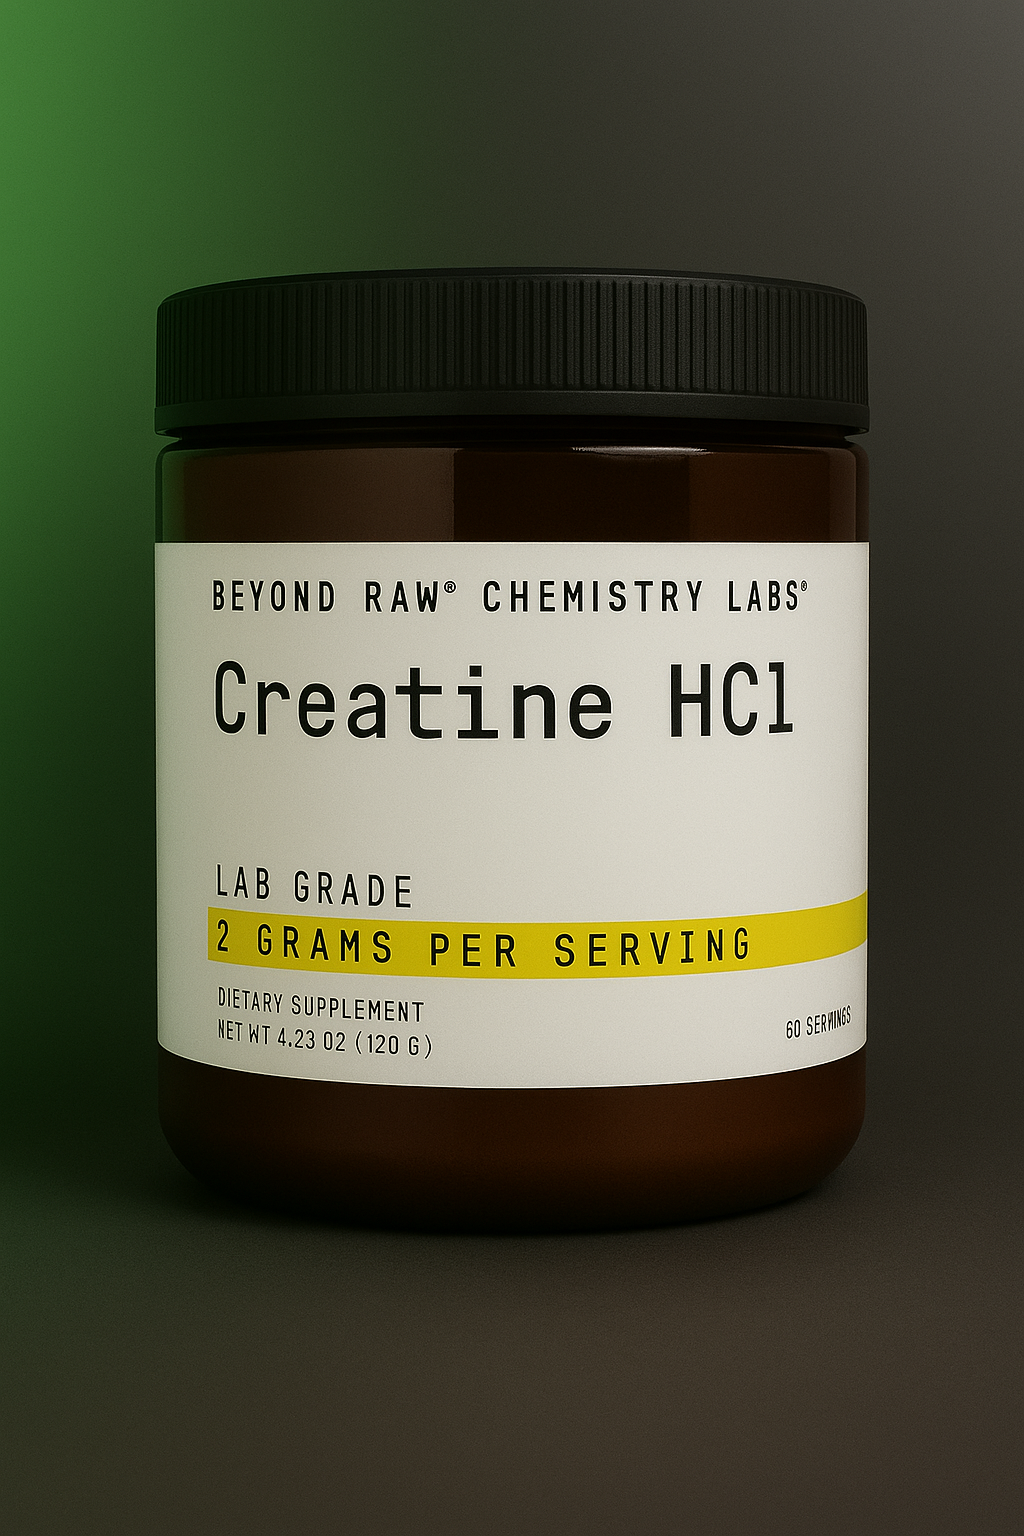 BEYOND RAW® CHEMISTRY LABS®
Creatine HCl
LAB GRADE
2 GRAMS PER SERVING
DIETARY SUPPLEMENT
NET WT 4.23 OZ (120 G)
60